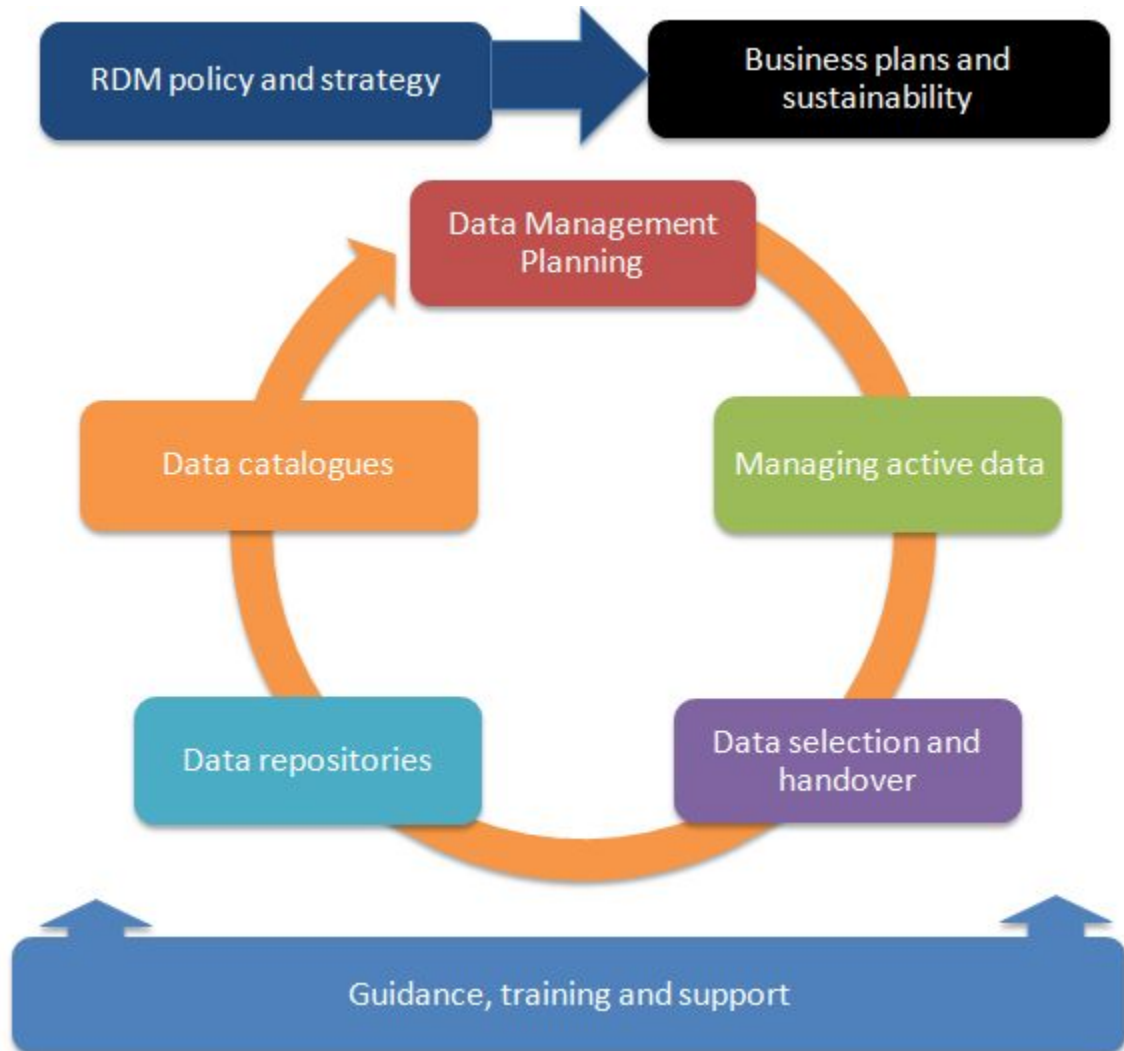 RDM policy and strategy
Business plans and
sustainability
Data Management
Planning
Data catalogues
Managing active data
Data repositories
Data selection and
handover
Guidance, training and support